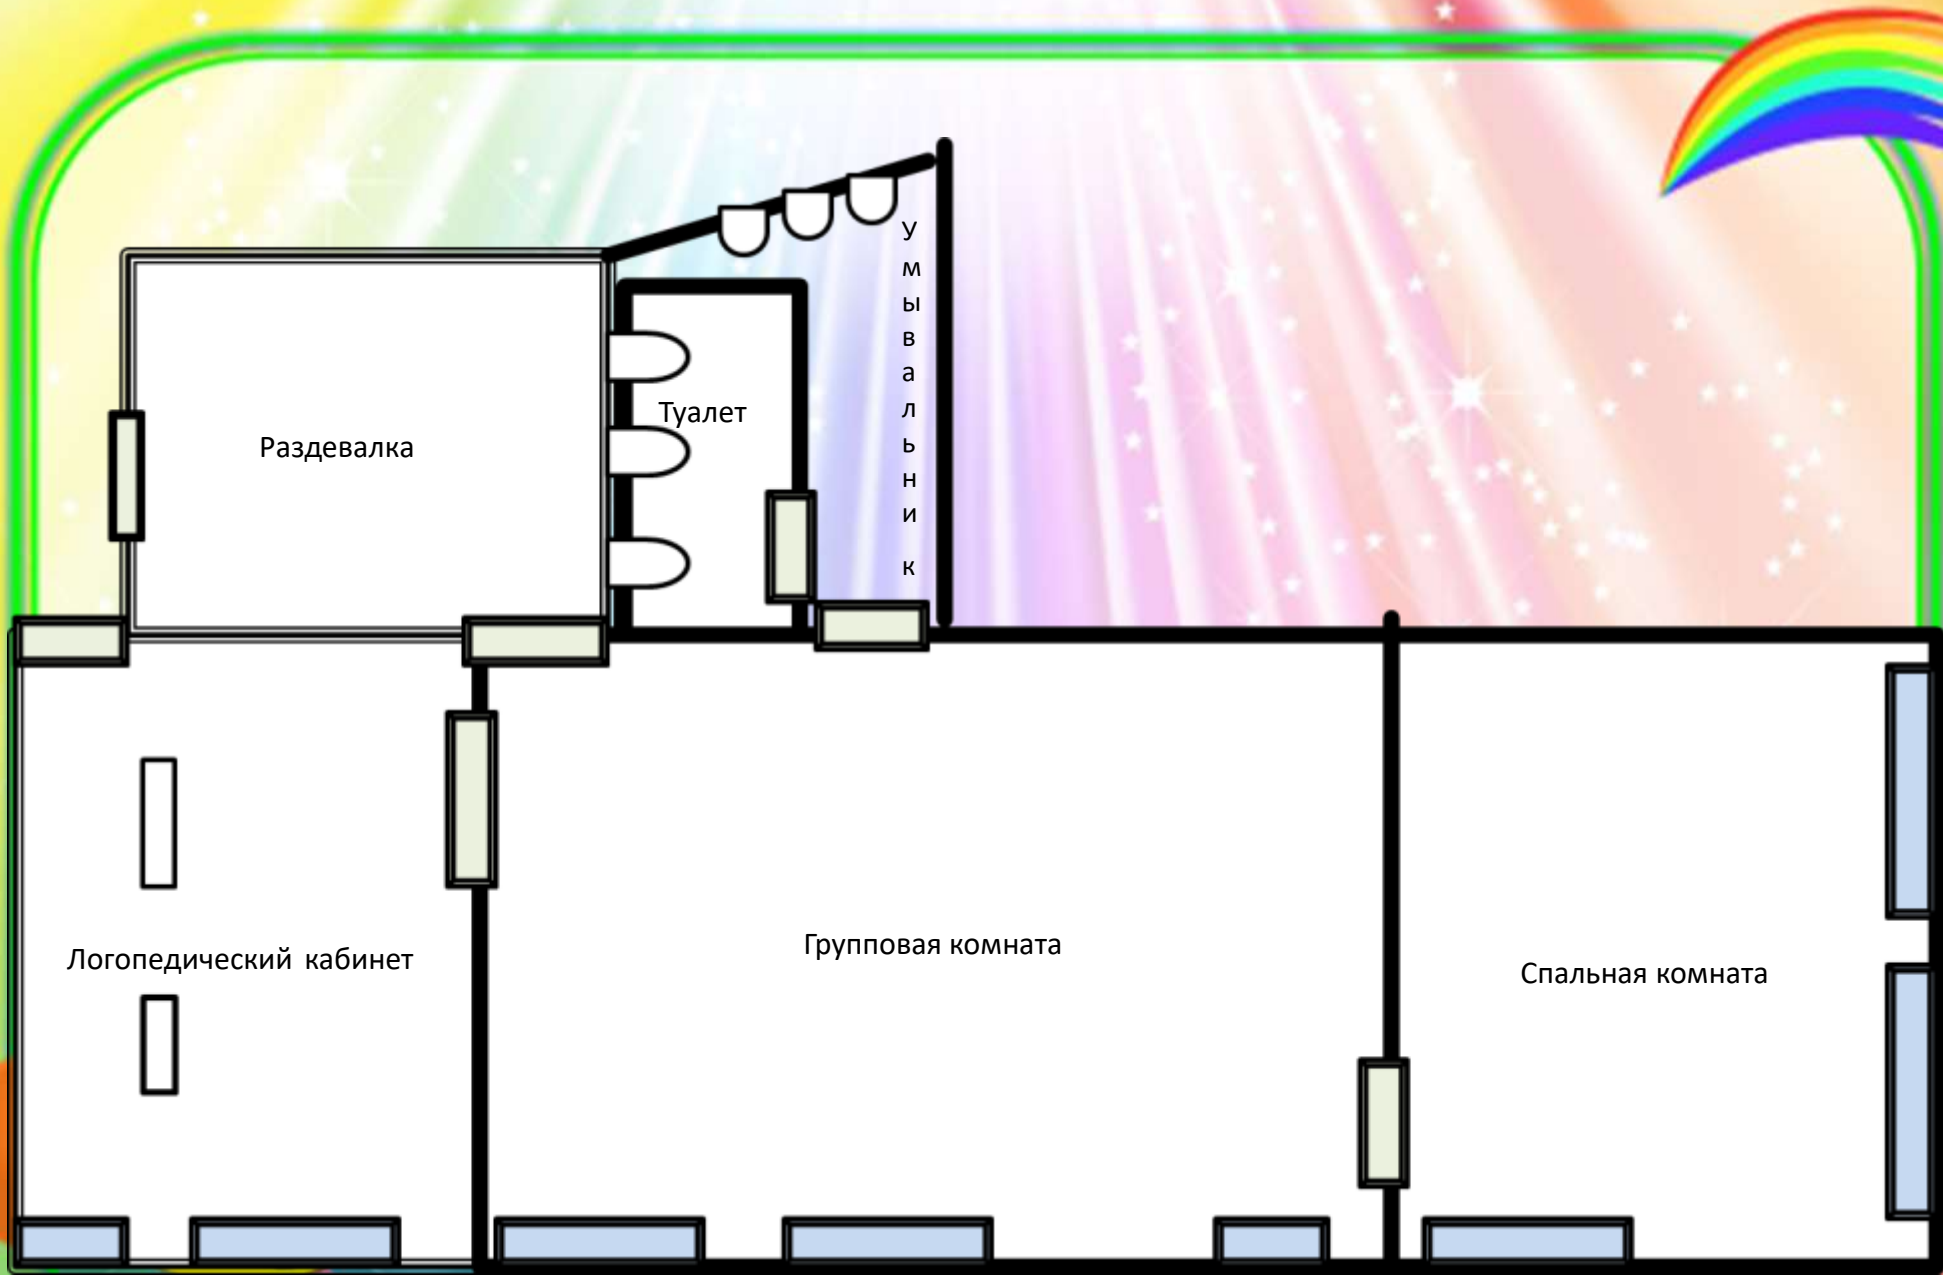 Умывальник
Туалет
Раздевалка
Логопедический кабинет
Групповая комната
Спальная комната